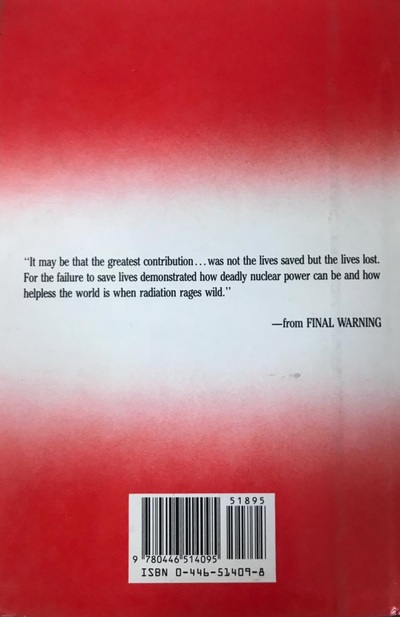 "It may be that the greatest contribution...was not the lives saved but the lives lost.
For the failure to save lives demonstrated how deadly nuclear power can be and how
helpless the world is when radiation rages wild."
—from FINAL WARNING
51895
9 780446 514095
ISBN 0-446-51409-8